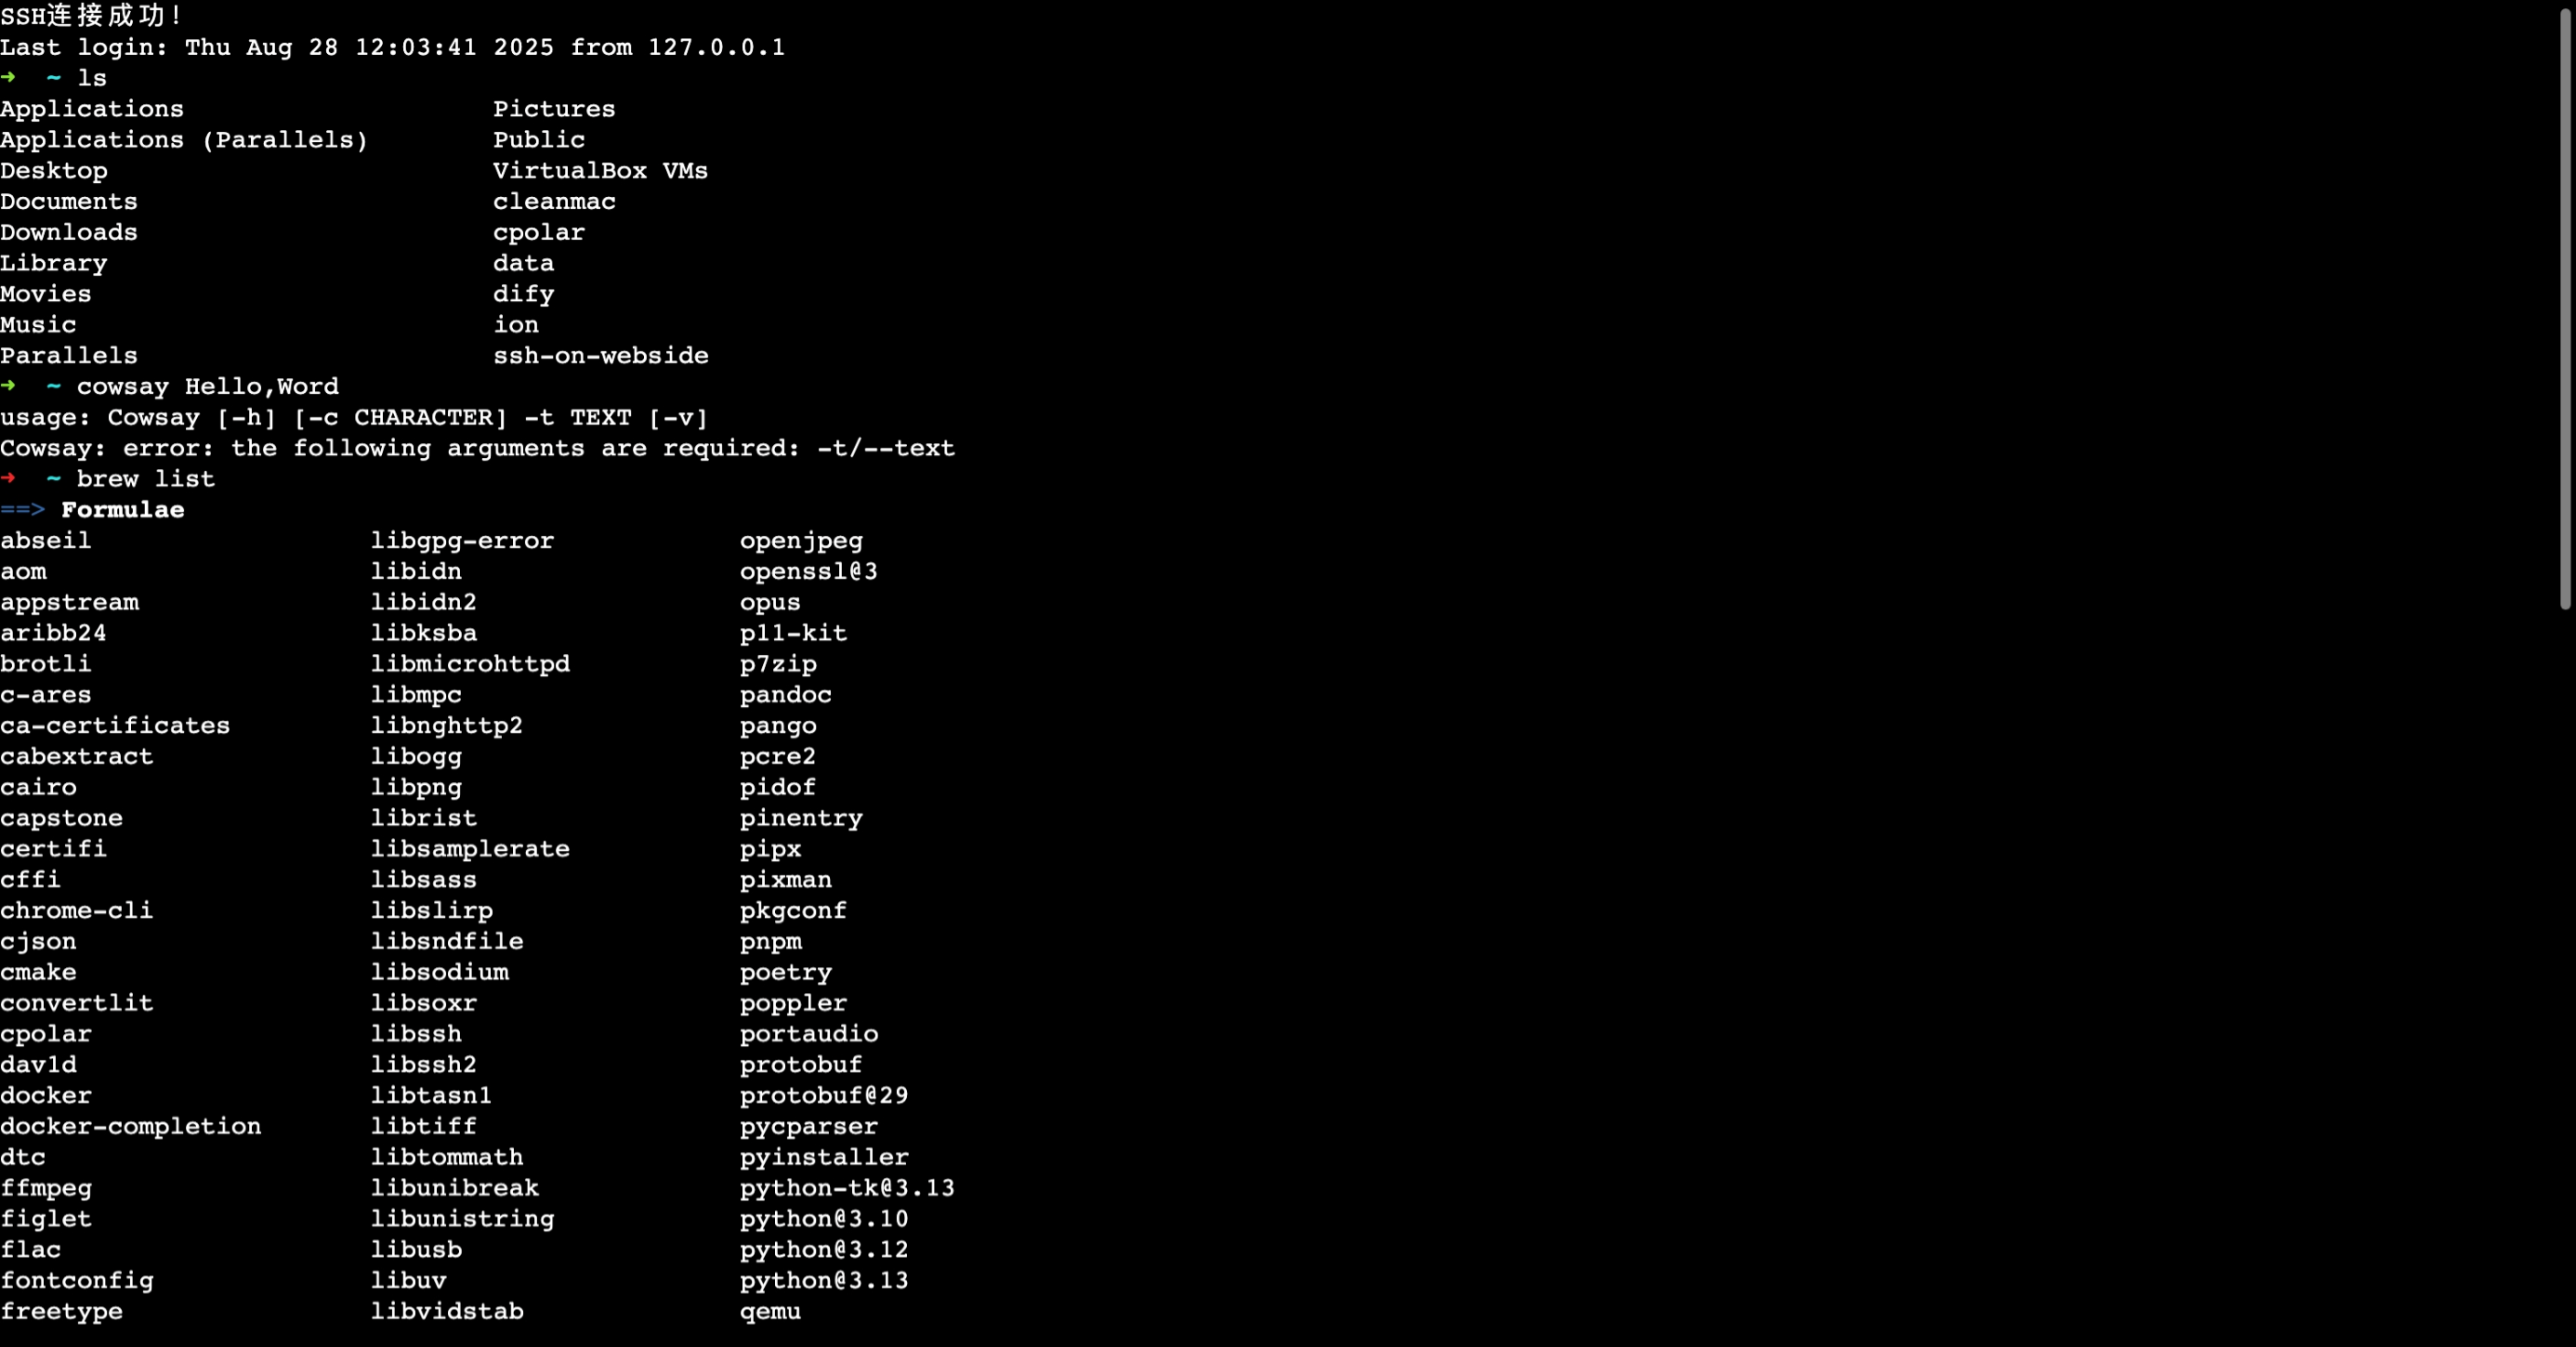 SSH连接成功!
Last login: Thu Aug 28 12:03:41 2025 from 127.0.0.1
➜  ~ ls
Applications                    Pictures
Applications (Parallels)        Public
Desktop                         VirtualBox VMs
Documents                       cleanmac
Downloads                       cpolar
Library                         data
Movies                          dify
Music                           ion
Parallels                       ssh-on-webside
➜  ~ cowsay Hello,Word
usage: Cowsay [-h] [-c CHARACTER] -t TEXT [-v]
Cowsay: error: the following arguments are required: -t/--text
➜  ~ brew list
==> Formulae
abseil                  libgpg-error            openjpeg
aom                     libidn                  openssl@3
appstream               libidn2                 opus
aribb24                 libksba                 p11-kit
brotli                  libmicrohttpd           p7zip
c-ares                  libmpc                  pandoc
ca-certificates         libnghttp2              pango
cabextract              libogg                  pcre2
cairo                   libpng                  pidof
capstone                librist                 pinentry
certifi                 libsamplerate           pipx
cffi                    libsass                 pixman
chrome-cli              libslirp                pkgconf
cjson                   libsndfile              pnpm
cmake                   libsodium               poetry
convertlit              libsoxr                 poppler
cpolar                  libssh                  portaudio
dav1d                   libssh2                 protobuf
docker                  libtasn1                protobuf@29
docker-completion       libtiff                 pycparser
dtc                     libtommath              pyinstaller
ffmpeg                  libunibreak             python-tk@3.13
figlet                  libunistring            python@3.10
flac                    libusb                  python@3.12
fontconfig              libuv                   python@3.13
freetype                libvidstab              qemu